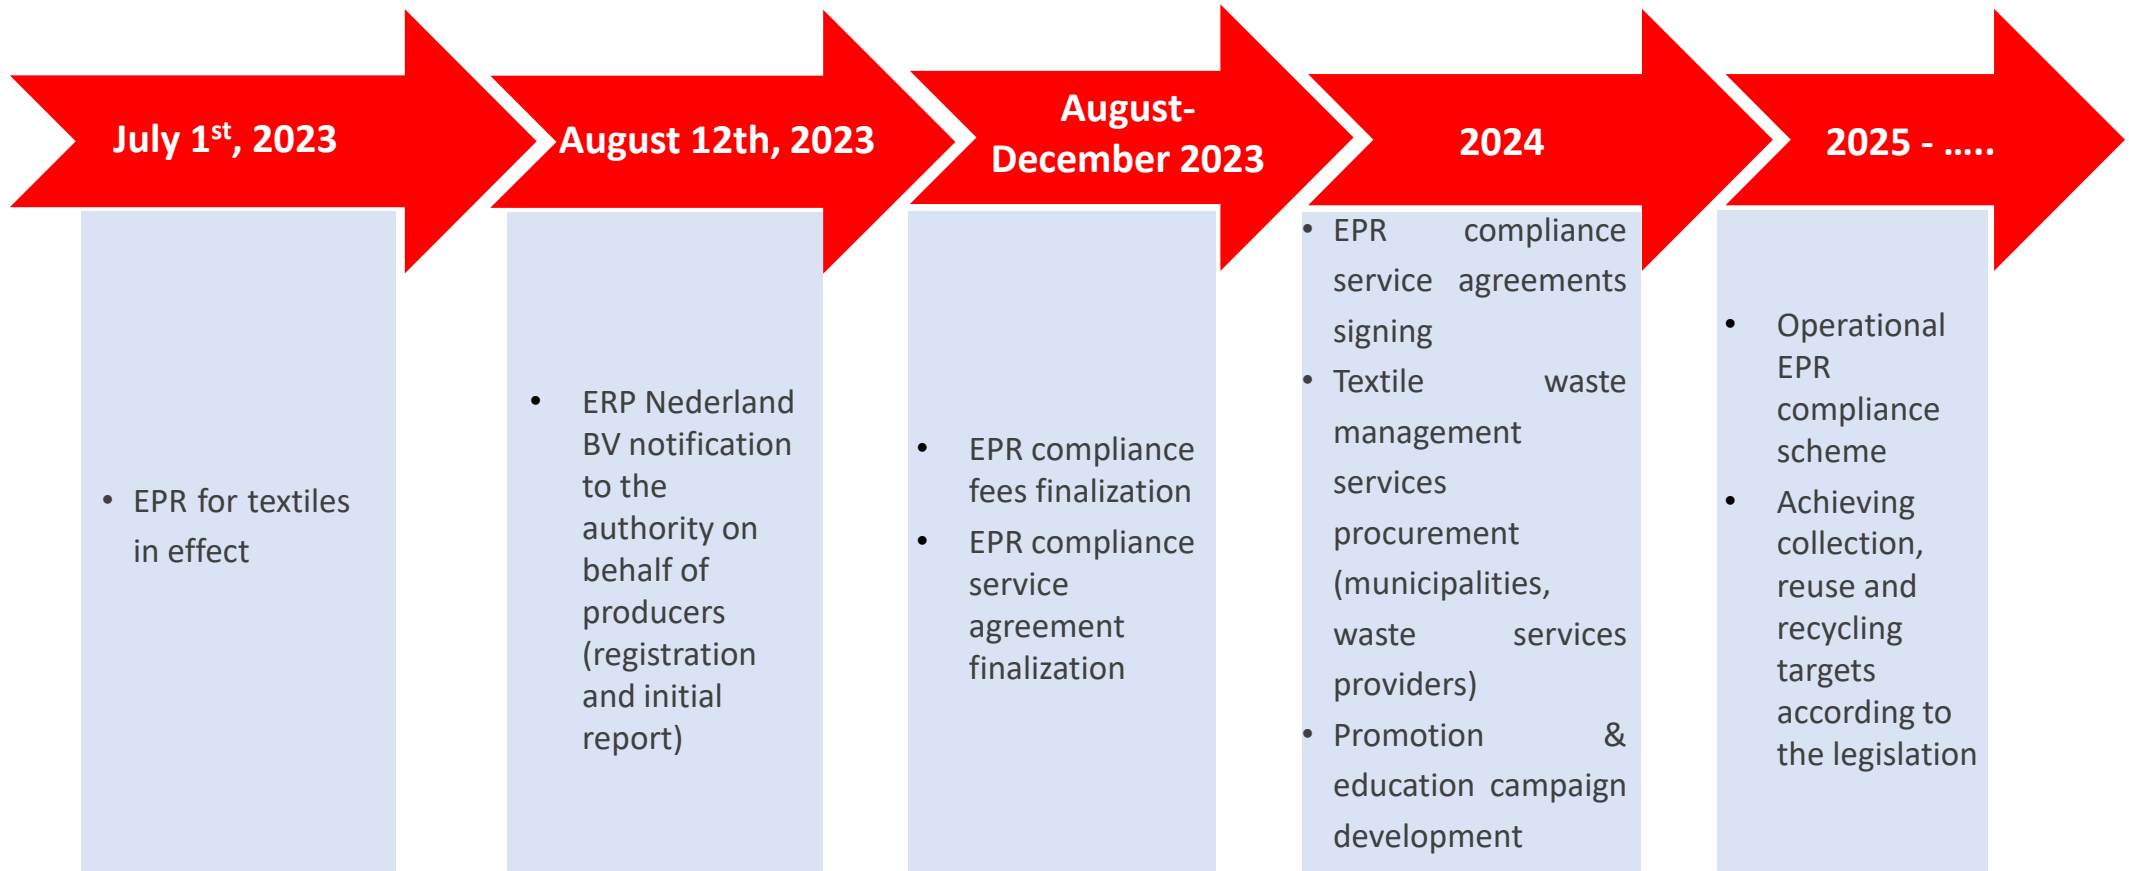 July 1st, 2023
• EPR for textiles
in effect
August 12th, 2023
• ERP Nederland
BV notification
to the
authority on
behalf of
producers
(registration
and initial
report)
August-
December 2023
• EPR compliance
fees finalization
• EPR compliance
service
agreement
finalization
2024
• EPR compliance
service agreements
signing
• Textile waste
management
services
procurement
(municipalities,
waste services
providers)
• Promotion &
education campaign
development
2025 - .....
• Operational
EPR
compliance
scheme
• Achieving
collection,
reuse and
recycling
targets
according to
the legislation